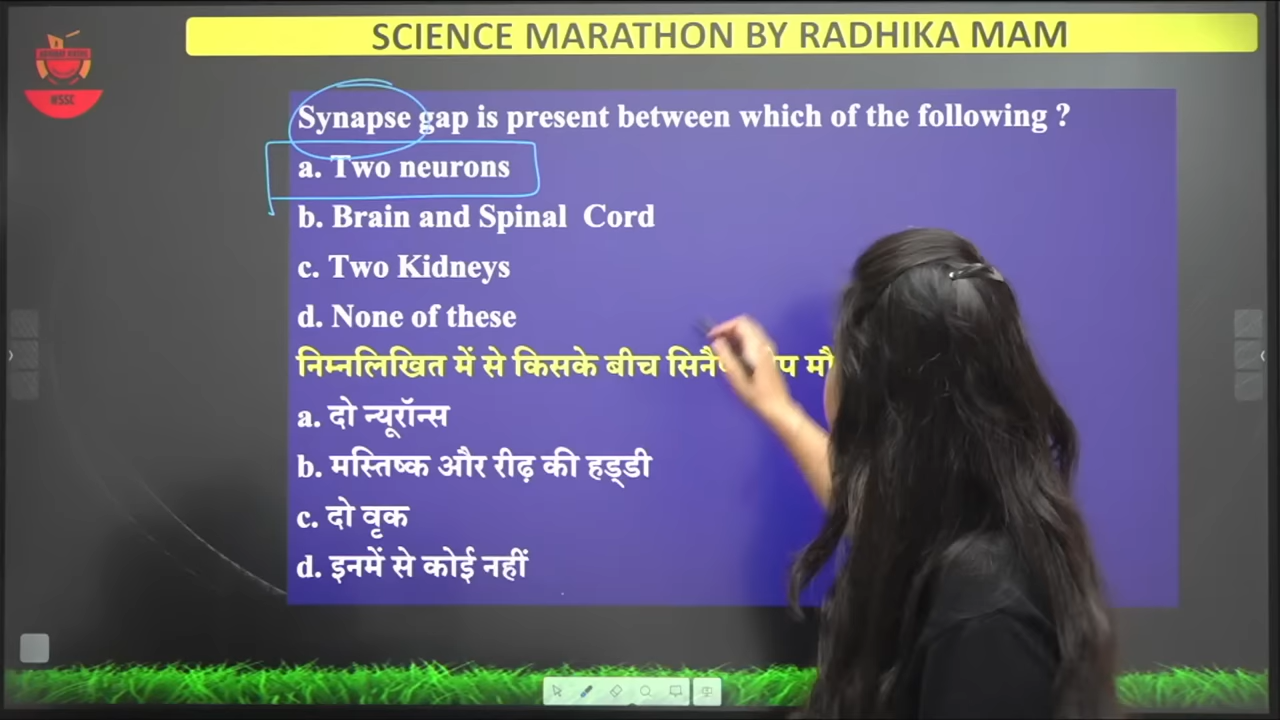 SCIENCE MARATHON BY RADHIKA MAM
HSSC
Synapse gap is present between which of the following ?
a. Two neurons
b. Brain and Spinal Cord
c. Two Kidneys
d. None of these
निम्नलिखित में से किसके बीच
a. दो न्यूरॉन्स
b. मस्तिष्क और रीढ़ की हड्डी
c. दो वृक
d. इनमें से कोई नहीं